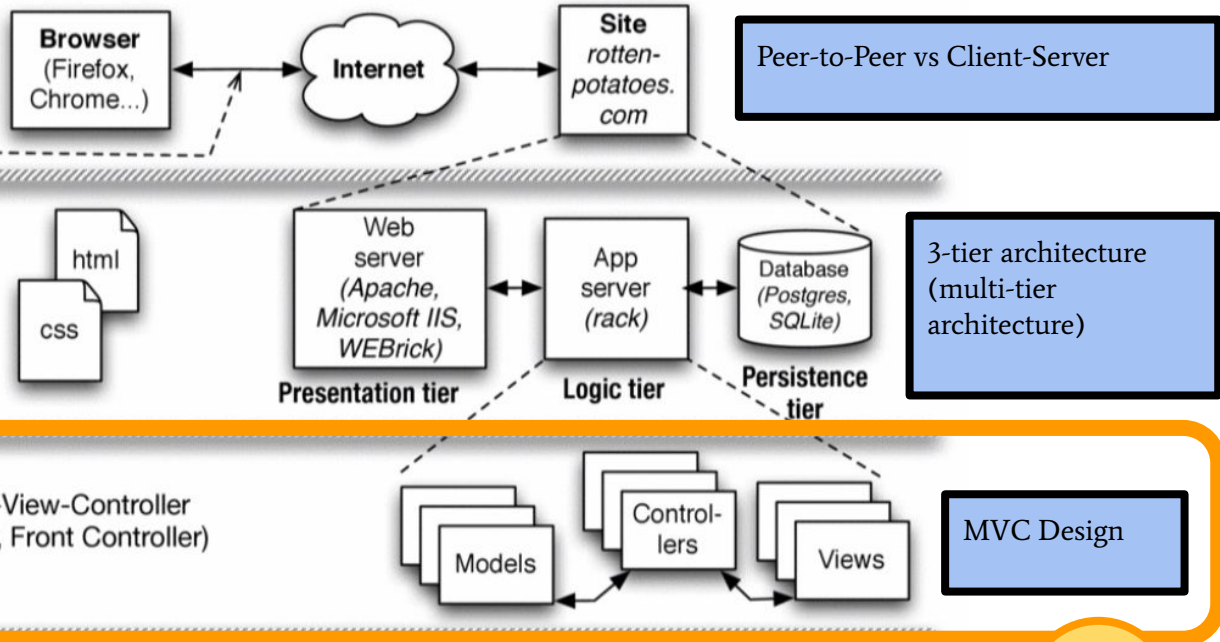 Browser
(Firefox,
Chrome...)
Internet
Site
rotten-
potatoes.
com
Peer-to-Peer vs Client-Server
html
css
Web
server
(Apache,
Microsoft IIS,
WEBrick)
Presentation tier
App
server
(rack)
Logic tier
Database
(Postgres,
SQLite)
Persistence
tier
3-tier architecture
(multi-tier
architecture)
-View-Controller
, Front Controller)
Models
Control-
lers
Views
MVC Design